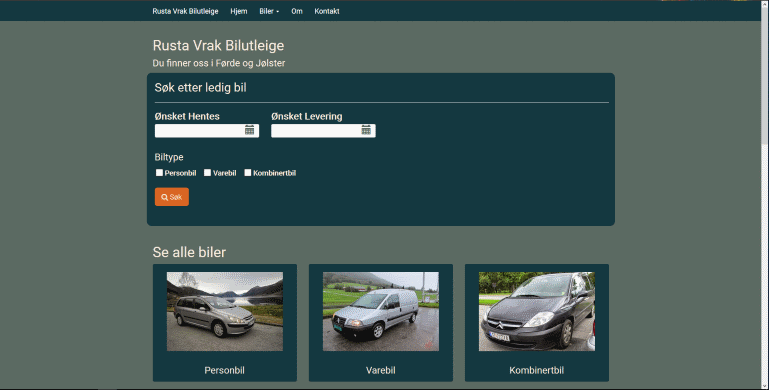 Rusta Vrak Bilutleige Hjem Biler Om Kontakt
Rusta Vrak Bilutleige
Du finner oss i Førde og Jølster
Søk etter ledig bil
Ønsket Hentes Ønsket Levering
Biltype
Personbil Varebil Kombinertbil
Søk
Se alle biler
Personbil Varebil Kombinertbil